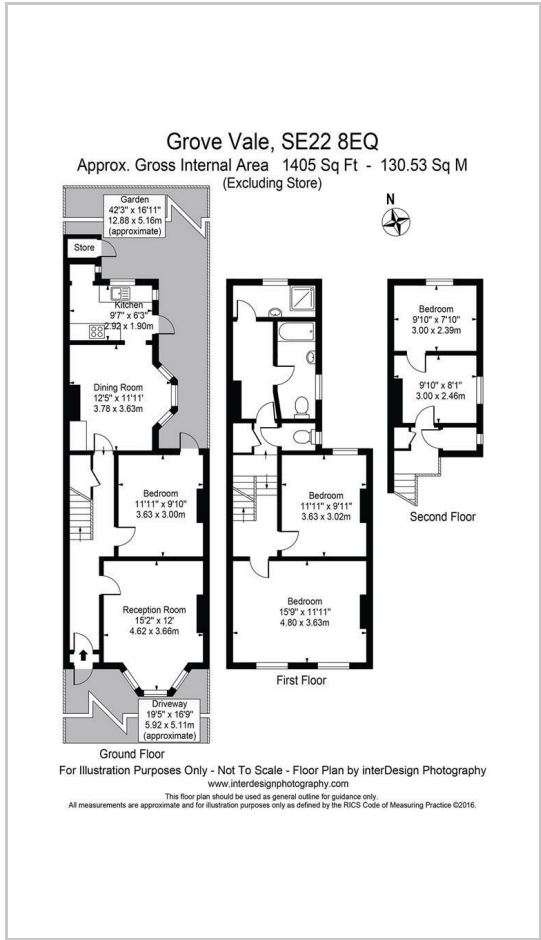 Grove Vale, SE22 8EQ
Approx. Gross Internal Area 1405 Sq Ft - 130.53 Sq M
(Excluding Store)
Garden
42'3" x 16'11"
12.88 x 5.16m
(approximate)
N
Store
Kitchen
9'7" x 6'3"
2.92 x 1.90m
Dining Room
12'5" x 11'11'
3.78 x 3.63m
Bedroom
11'11" x 9'10"
3.63 x 3.00m
Reception Room
15'2" x 12'
4.62 x 3.66m
Driveway
19'5" x 16'9"
5.92 x 5.11m
(approximate)
Ground Floor
Bedroom
11'11" x 9'11"
3.63 x 3.02m
Bedroom
15'9" x 11'11"
4.80 x 3.63m
First Floor
Bedroom
9'10" x 7'10"
3.00 x 2.39m
9'10" x 8'1"
3.00 x 2.46m
Second Floor
For Illustration Purposes Only - Not To Scale - Floor Plan by interDesign Photography
www.interdesignphotography.com
This floor plan should be used as general outline for guidance only.
All measurements are approximate and for illustration purposes only as defined by the RICS Code of Measuring Practice ©2016.